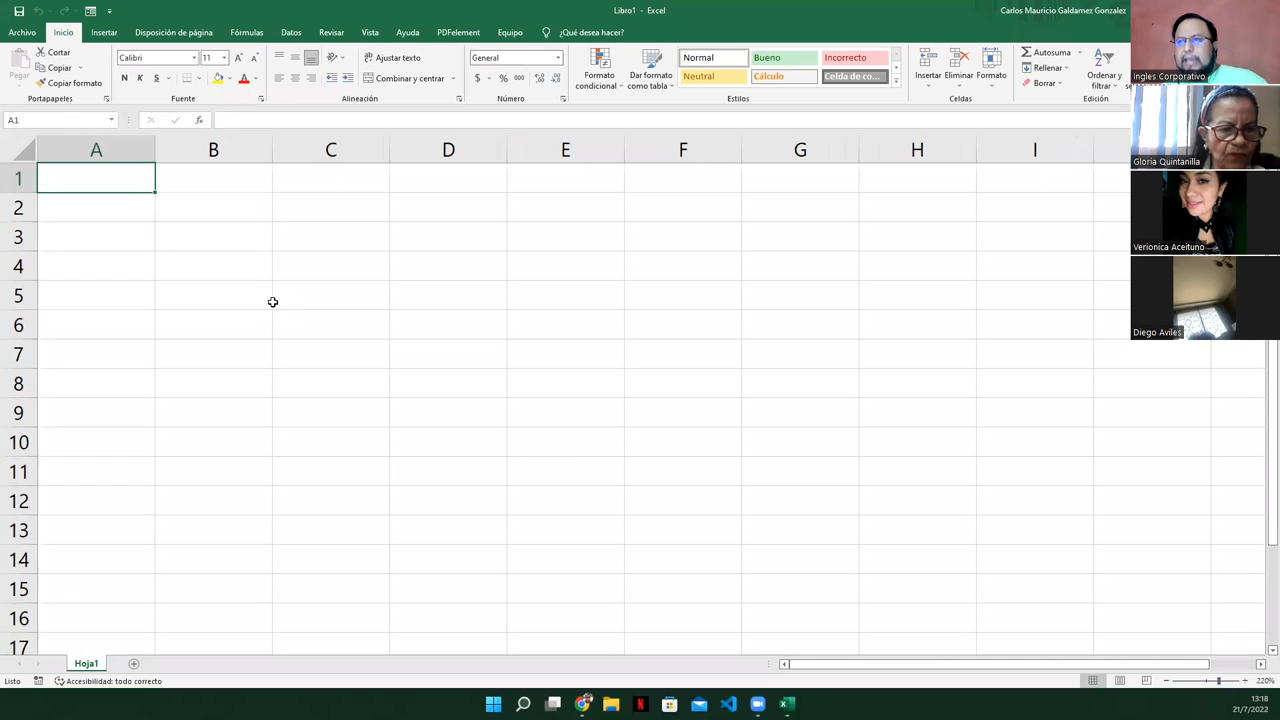 Libro1 - Excel
Carlos Mauricio Galdamez Gonzalez
Archivo Inicio Insertar Disposición de página Fórmulas Datos Revisar Vista Ayuda PDFelement Equipo ¿Qué desea hacer?
Pegar
Cortar
Copiar
Copiar formato
Portapapeles
Calibri 11
N K S
Fuente
Ajustar texto
Combinar y centrar
Alineación
General
$ % 000
Número
Formato condicional
Dar formato como tabla
Normal Bueno Incorrecto
Neutral Cálculo Celda de co...
Estilos
Insertar Eliminar Formato
Celdas
Autosuma
Rellenar
Borrar
Ordenar y filtrar
Edición
Ingles Corporativo
Gloria Quintanilla
Verionica Aceituno
Diego Aviles
A1
fx
A B C D E F G H I
1
2
3
4
5
6
7
8
9
10
11
12
13
14
15
16
17
Hoja1
Listo Accesibilidad: todo correcto 220%
13:18
21/7/2022